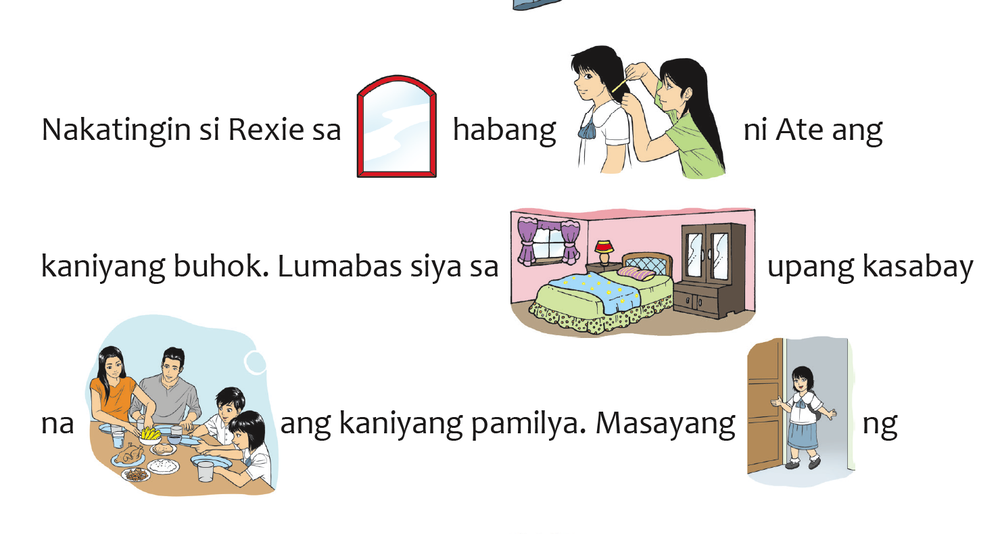 Nakatingin si Rexie sa habang ni Ate ang
kaniyang buhok. Lumabas siya sa upang kasabay
na ang kaniyang pamilya. Masayang ng